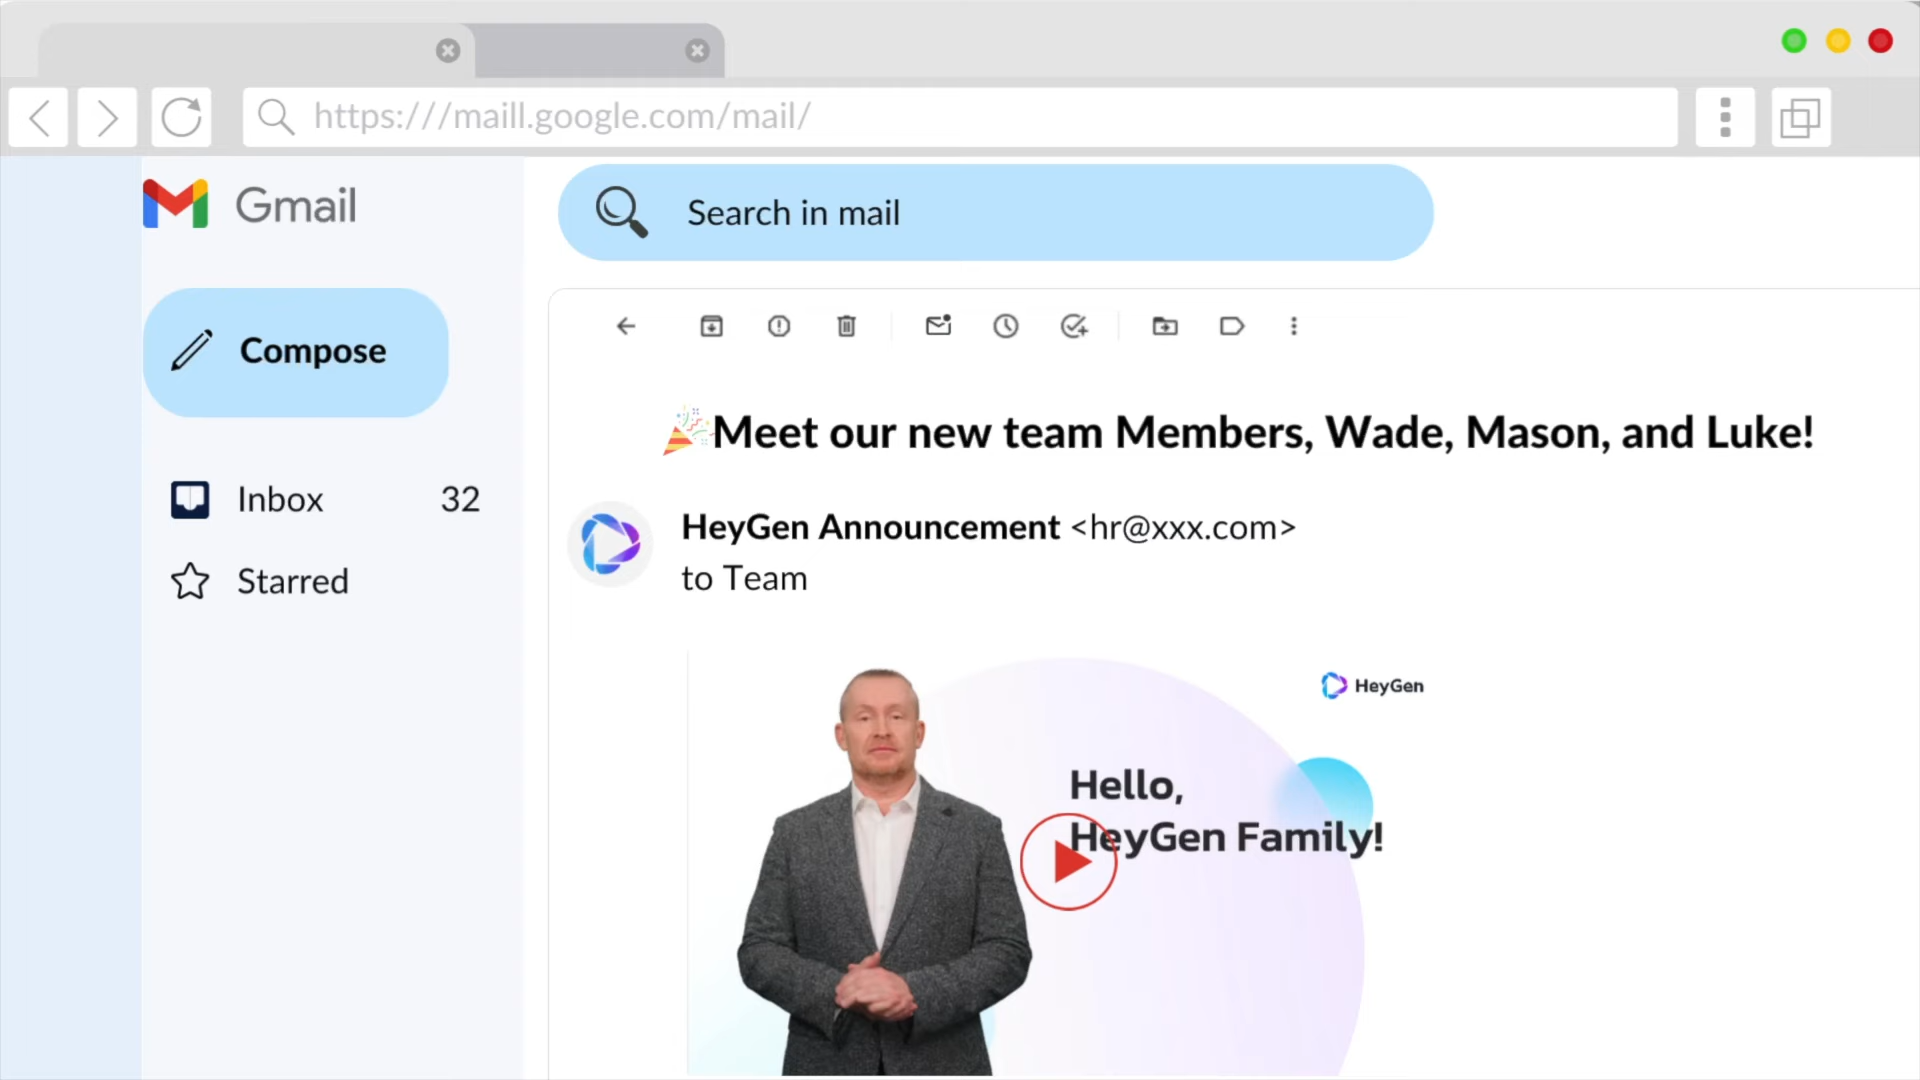 https:///maill.google.com/mail/
Gmail
Search in mail
Compose
🎉Meet our new team Members, Wade, Mason, and Luke!
Inbox 32
HeyGen Announcement <hr@xxx.com>
to Team
Starred
HeyGen
Hello,
HeyGen Family!